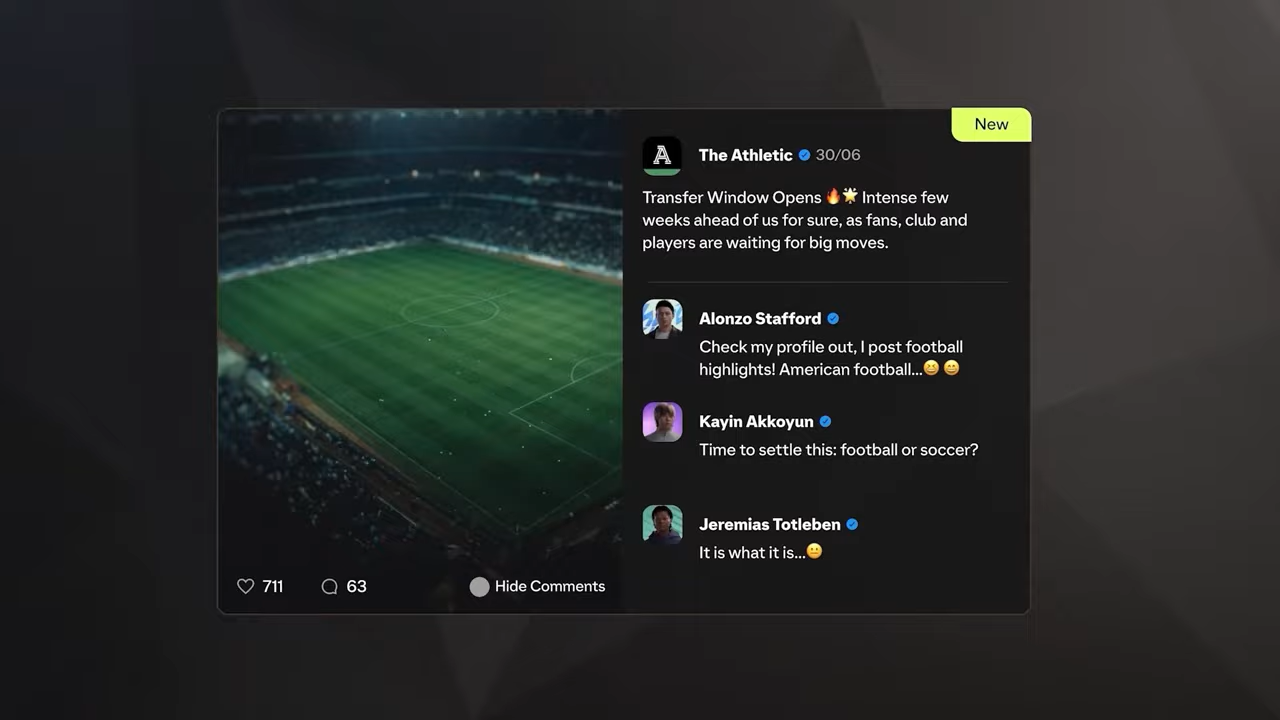 New
The Athletic 30/06
Transfer Window Opens 🔥🌟 Intense few
weeks ahead of us for sure, as fans, club and
players are waiting for big moves.
Alonzo Stafford
Check my profile out, I post football
highlights! American football...😆 😄
Kayin Akkoyun
Time to settle this: football or soccer?
Jeremias Totleben
It is what it is...😐
711 63 Hide Comments